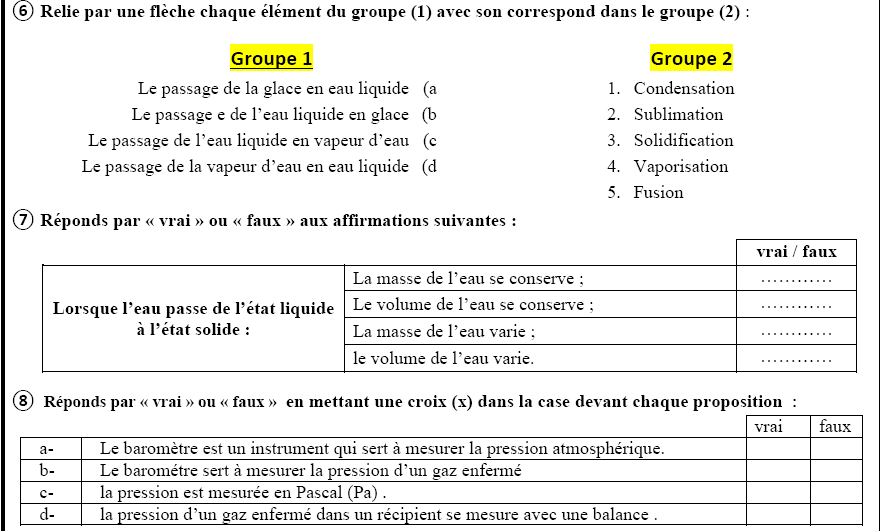 ⑥ Relie par une flèche chaque élément du groupe (1) avec son correspond dans le groupe (2) :
Groupe 1 Groupe 2
Le passage de la glace en eau liquide (a 1. Condensation
Le passage e de l’eau liquide en glace (b 2. Sublimation
Le passage de l’eau liquide en vapeur d’eau (c 3. Solidification
Le passage de la vapeur d’eau en eau liquide (d 4. Vaporisation
5. Fusion
⑦ Réponds par « vrai » ou « faux » aux affirmations suivantes :
vrai / faux
Lorsque l’eau passe de l’état liquide
à l’état solide :
La masse de l’eau se conserve ; …………
Le volume de l’eau se conserve ; …………
La masse de l’eau varie ; …………
le volume de l’eau varie. …………
⑧ Réponds par « vrai » ou « faux » en mettant une croix (x) dans la case devant chaque proposition :
vrai faux
a- Le baromètre est un instrument qui sert à mesurer la pression atmosphérique.
b- Le barométre sert à mesurer la pression d’un gaz enfermé
c- la pression est mesurée en Pascal (Pa) .
d- la pression d’un gaz enfermé dans un récipient se mesure avec une balance .